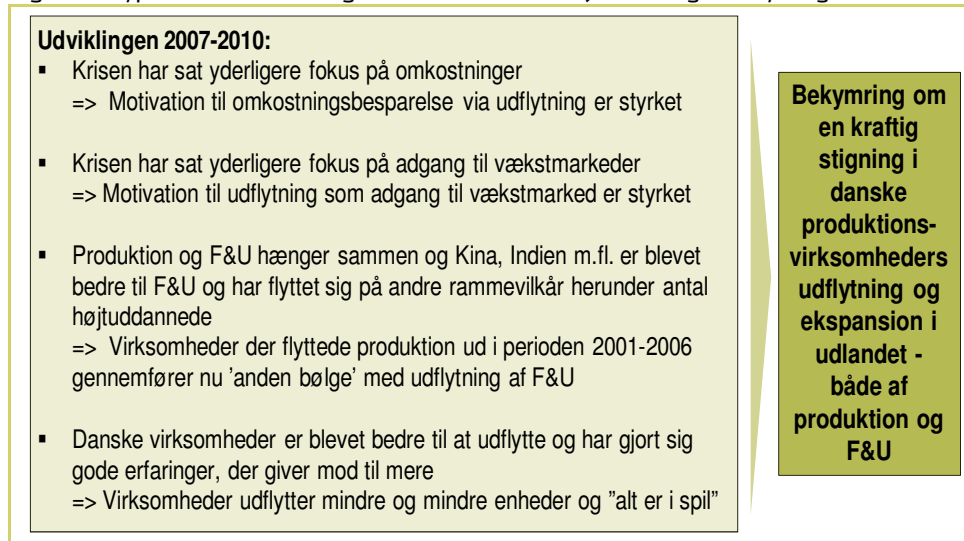 Udviklingen 2007-2010:
▪ Krisen har sat yderligere fokus på omkostninger
=> Motivation til omkostningsbesparelse via udflytning er styrket
▪ Krisen har sat yderligere fokus på adgang til vækstmarkeder
=> Motivation til udflytning som adgang til vækstmarked er styrket
▪ Produktion og F&U hænger sammen og Kina, Indien m.fl. er blevet
bedre til F&U og har flyttet sig på andre rammevilkår herunder antal
højtuddannede
=> Virksomheder der flyttede produktion ud i perioden 2001-2006
gennemfører nu ’anden bølge’ med udflytning af F&U
▪ Danske virksomheder er blevet bedre til at udflytte og har gjort sig
gode erfaringer, der giver mod til mere
=> Virksomheder udflytter mindre og mindre enheder og ”alt er i spil”
Bekymring om
en kraftig
stigning i
danske
produktions-
virksomheders
udflytning og
ekspansion i
udlandet -
både af
produktion og
F&U